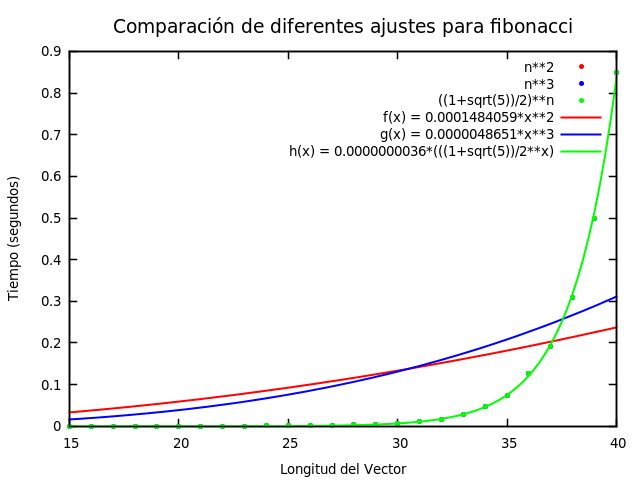 Comparación de diferentes ajustes para fibonacci
0.9
0.8
0.7
0.6
0.5
0.4
0.3
0.2
0.1
0
Tiempo (segundos)
n**2
n**3
((1+sqrt(5))/2)**n
f(x) = 0.0001484059*x**2
g(x) = 0.0000048651*x**3
h(x) = 0.0000000036*(((1+sqrt(5))/2**x)
15 20 25 30 35 40
Longitud del Vector